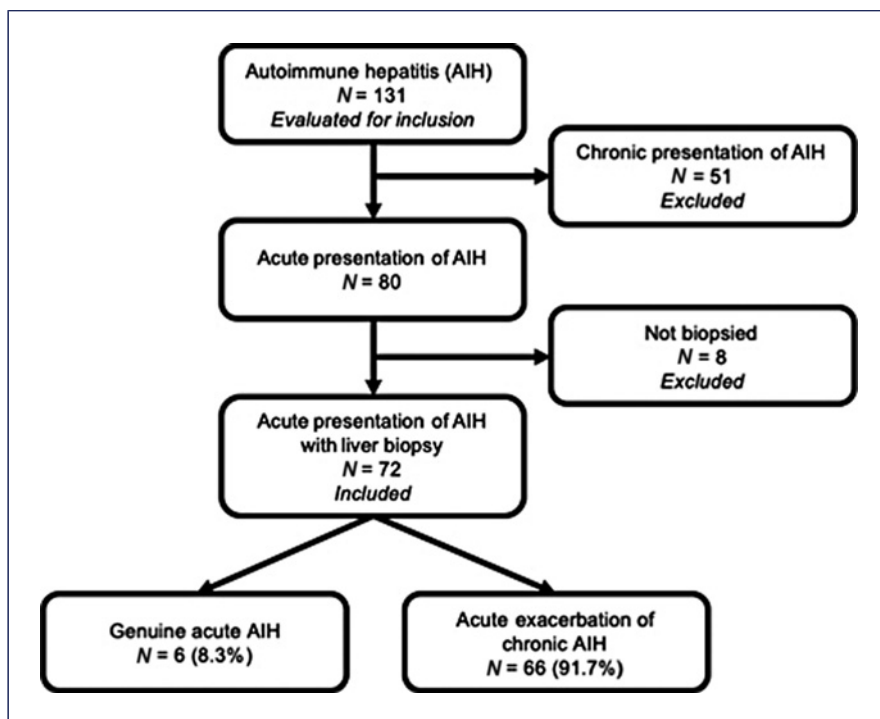 Autoimmune hepatitis (AIH)
N = 131
Evaluated for inclusion
Chronic presentation of AIH
N = 51
Excluded
Acute presentation of AIH
N = 80
Not biopsied
N = 8
Excluded
Acute presentation of AIH
with liver biopsy
N = 72
Included
Genuine acute AIH
N = 6 (8.3%)
Acute exacerbation of
chronic AIH
N = 66 (91.7%)